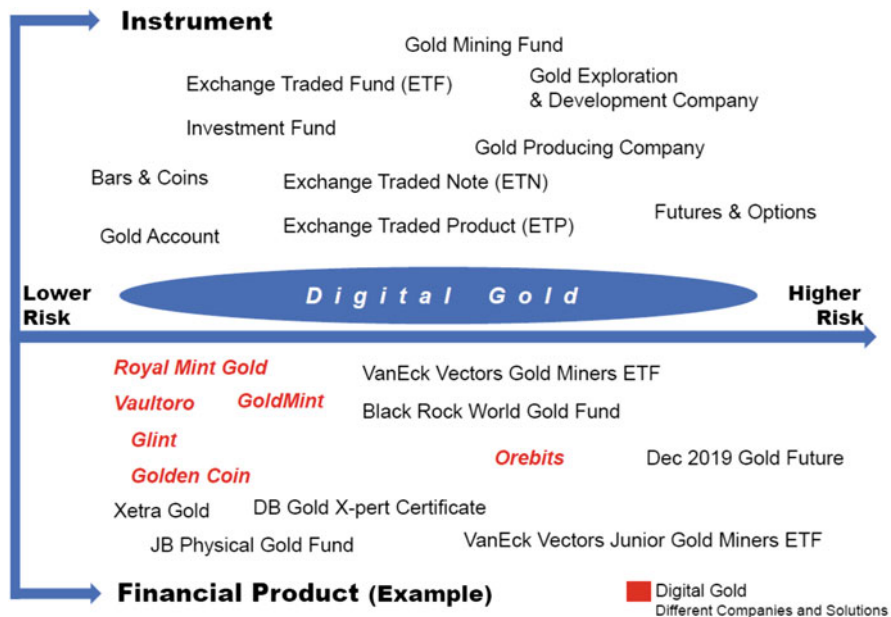 Instrument
Gold Mining Fund
Exchange Traded Fund (ETF)
Gold Exploration
& Development Company
Investment Fund
Gold Producing Company
Bars & Coins
Exchange Traded Note (ETN)
Futures & Options
Exchange Traded Product (ETP)
Gold Account
Lower
Risk
Digital Gold
Higher
Risk
Royal Mint Gold
VanEck Vectors Gold Miners ETF
Vaultoro
GoldMint
Black Rock World Gold Fund
Glint
Orebits
Dec 2019 Gold Future
Golden Coin
Xetra Gold
DB Gold X-pert Certificate
JB Physical Gold Fund
VanEck Vectors Junior Gold Miners ETF
Financial Product (Example)
Digital Gold
Different Companies and Solutions